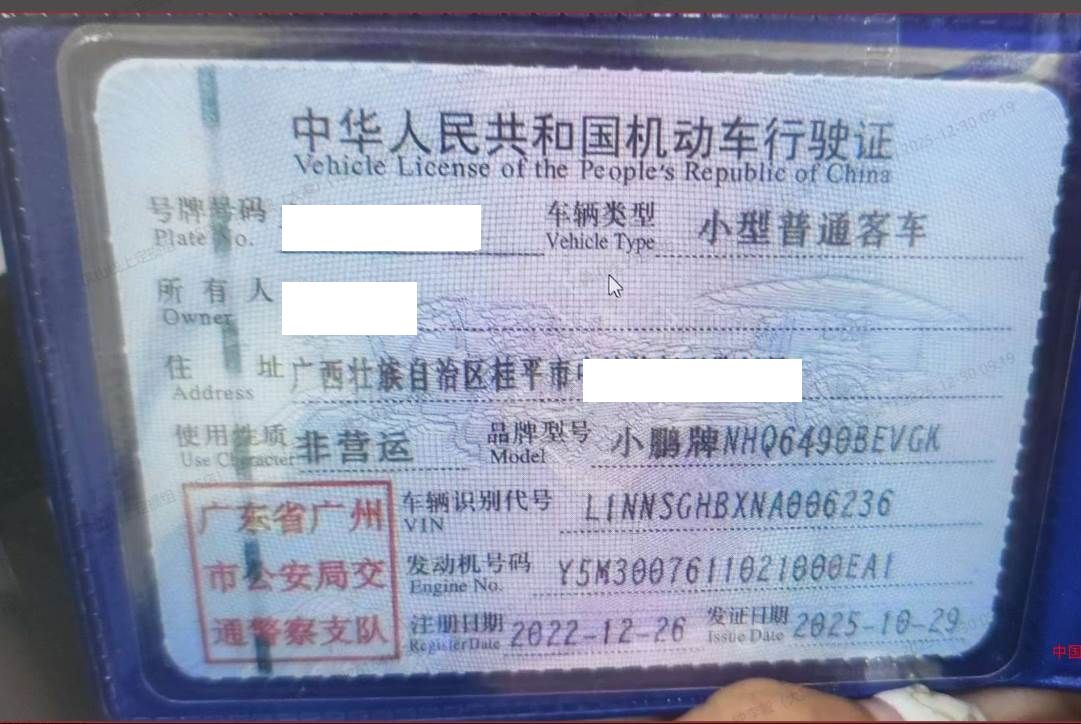 中华人民共和国机动车行驶证
Vehicle License of the People's Republic of China
号牌号码
Plate No.
车辆类型 小型普通客车
Vehicle Type
所有人
Owner
住址 广西壮族自治区桂平市
Address
使用性质 非营运
Use Character
品牌型号 小鹏牌NHQ6490BEVGK
Model
广东省广州
市公安局交
通警察支队
车辆识别代号 L1NNSGHBXNA006236
VIN
发动机号码 Y5M3007611021000EA1
Engine No.
注册日期 2022-12-26
Register Date
发证日期 2025-10-29
Issue Date
中国